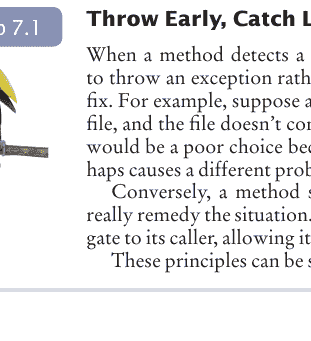 p 7.1
Throw Early, Catch L
When a method detects a
to throw an exception rath
fix. For example, suppose a
file, and the file doesn't con
would be a poor choice bec
haps causes a different prob
Conversely, a method s
really remedy the situation.
gate to its caller, allowing it
These principles can be s